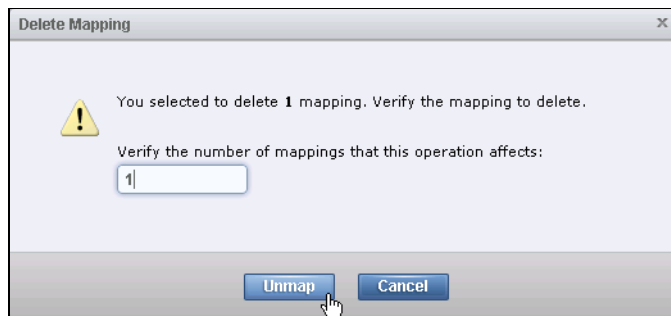 Delete Mapping
You selected to delete 1 mapping. Verify the mapping to delete.
Verify the number of mappings that this operation affects:
1
Unmap
Cancel